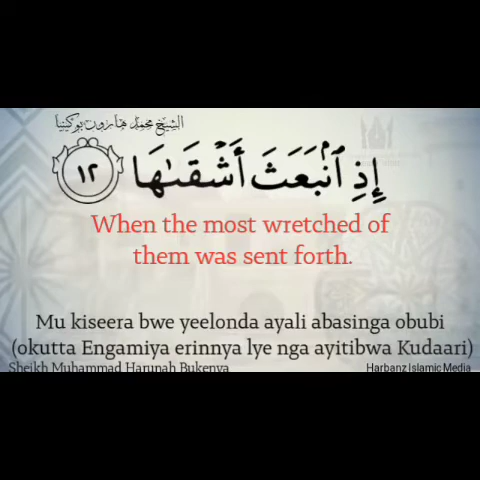 الشيخ محمد هارون بوكينيا
إِذِ ٱنۢبَعَثَ أَشْقَىٰهَا ١٢
When the most wretched of
them was sent forth.
Mu kiseera bwe yeelonda ayali abasinga obubi
(okutta Engamiya erinnya lye nga ayitibwa Kudaari)
Sheikh Muhammad Harunah Bukenya
Harbanz Islamic Media